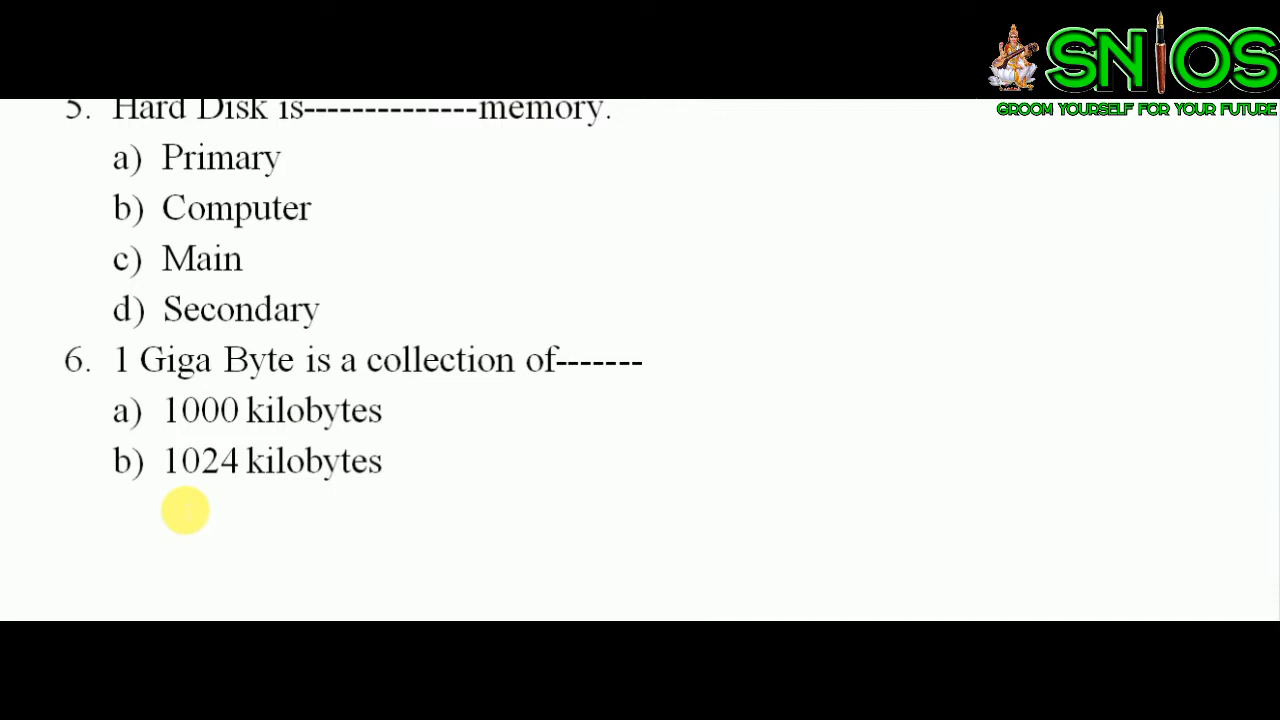 SNIOS
GROOM YOURSELF FOR YOUR FUTURE
5. Hard Disk is--------------memory.
a) Primary
b) Computer
c) Main
d) Secondary
6. 1 Giga Byte is a collection of-------
a) 1000 kilobytes
b) 1024 kilobytes